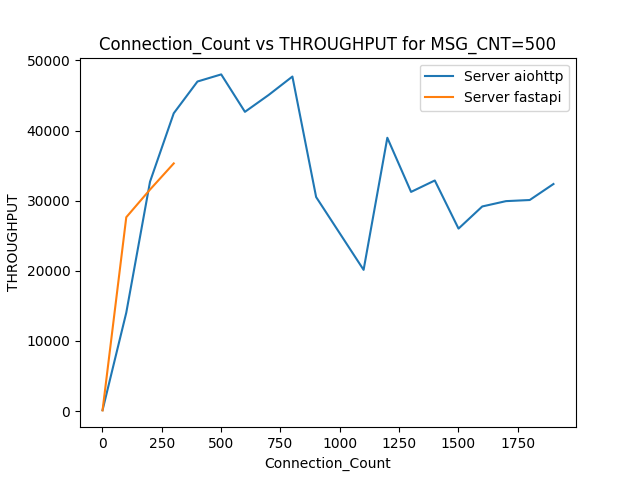 Connection_Count vs THROUGHPUT for MSG_CNT=500
50000
40000
30000
20000
10000
0
THROUGHPUT
Server aiohttp
Server fastapi
0 250 500 750 1000 1250 1500 1750
Connection_Count